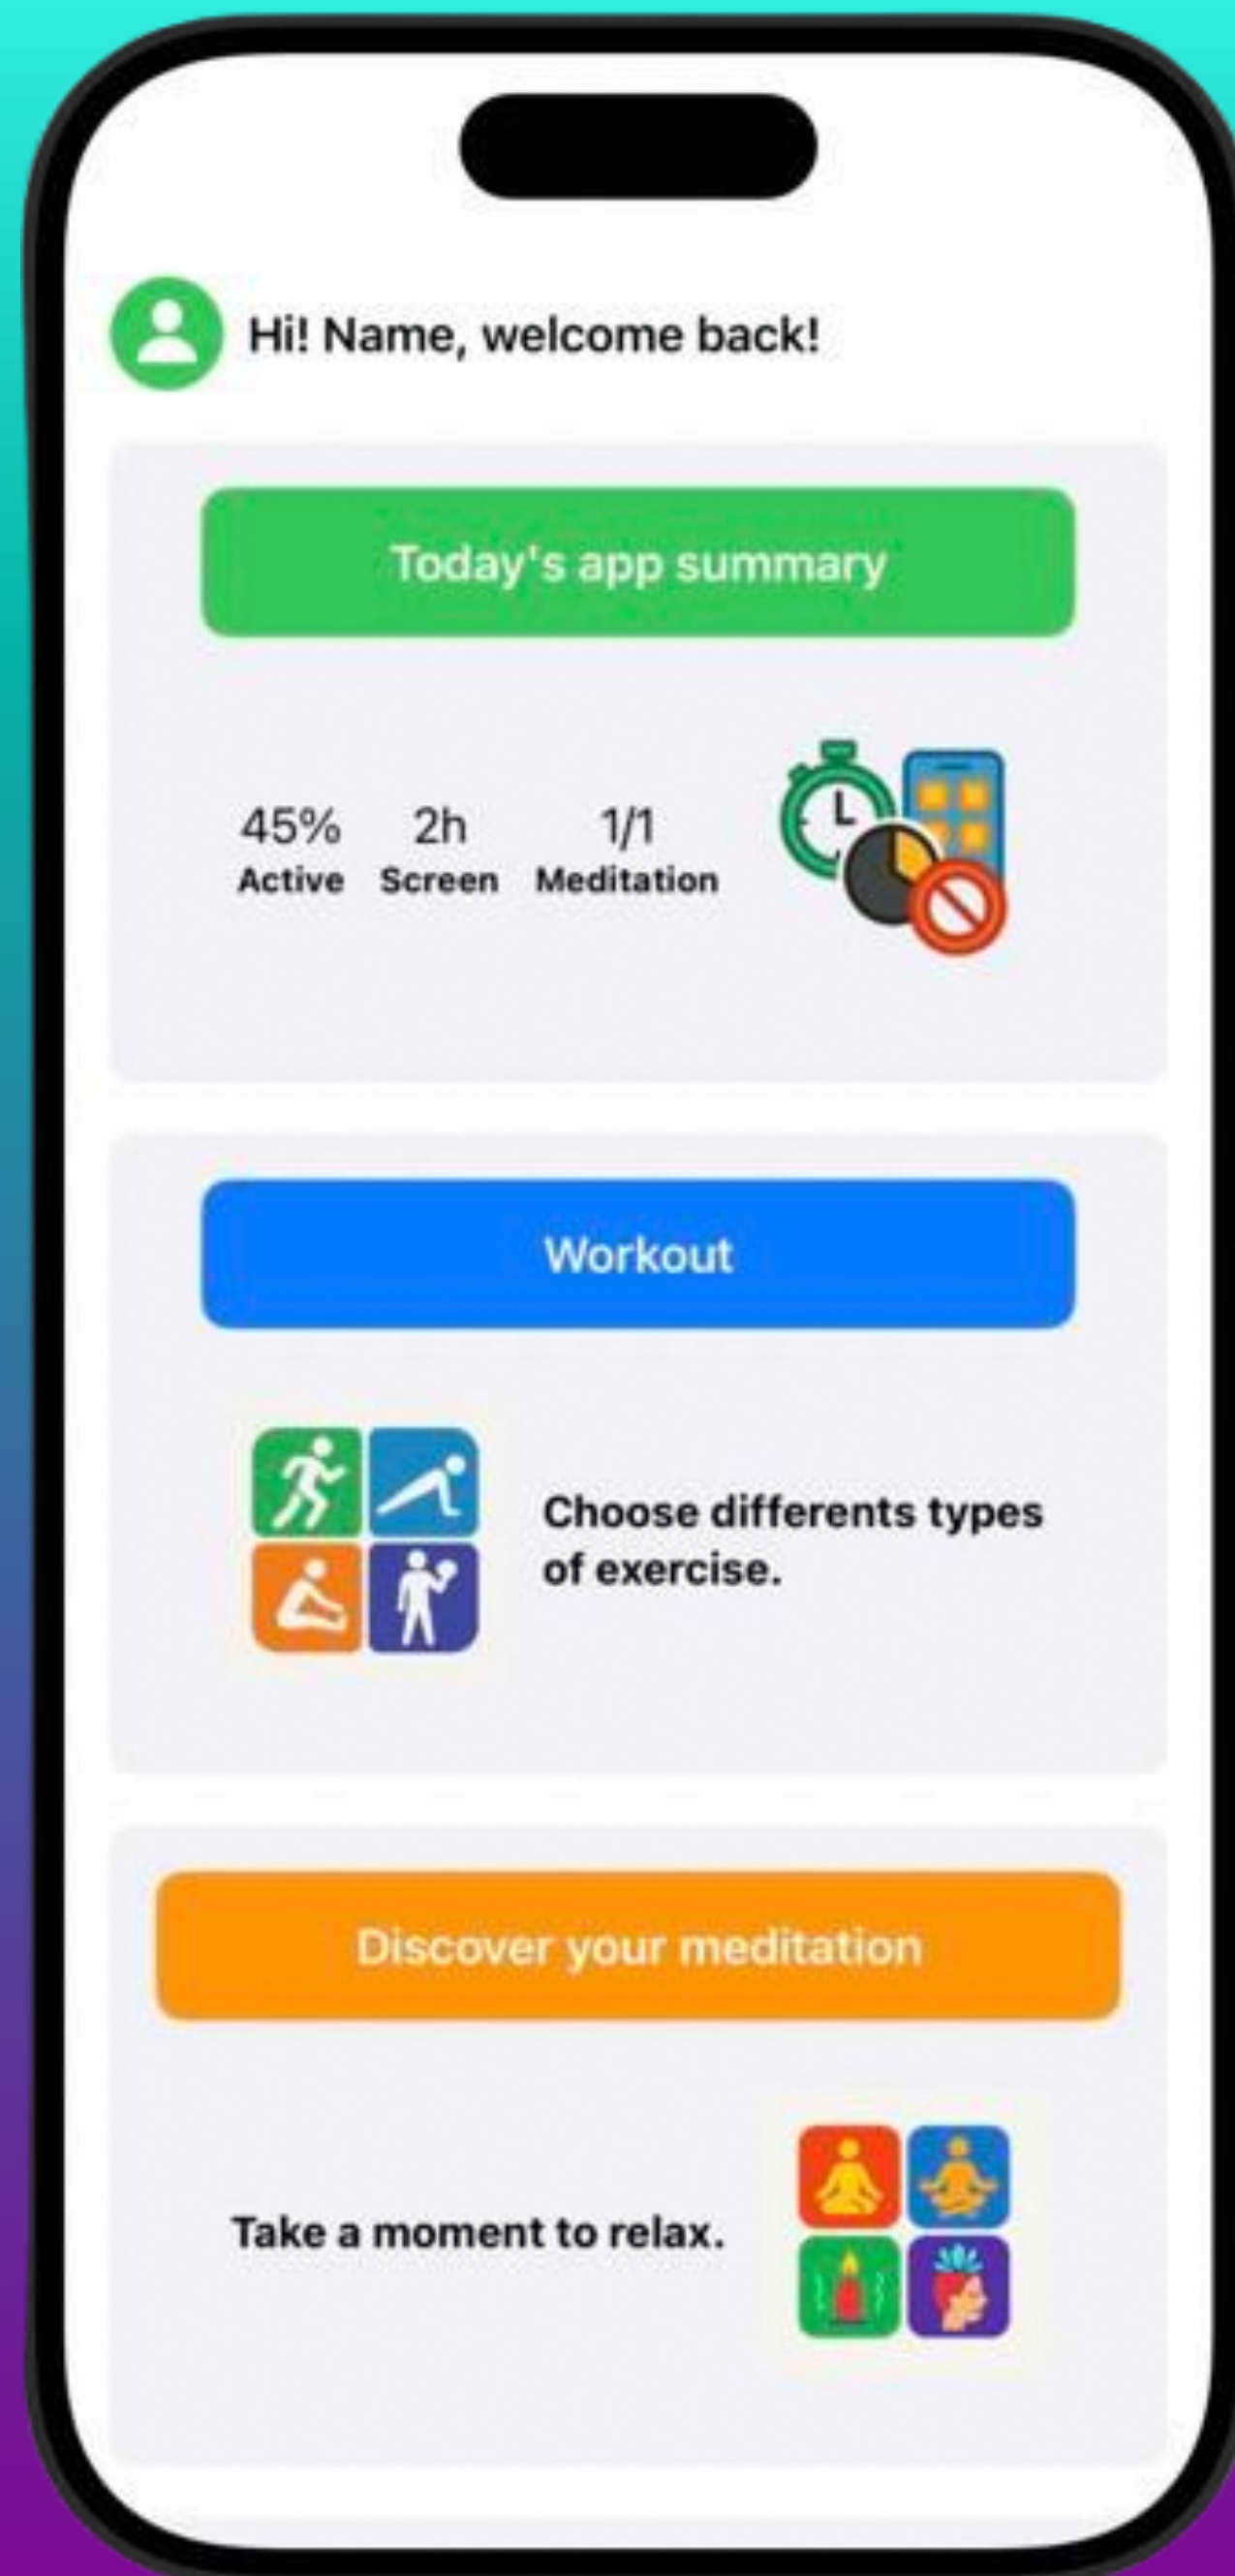 Hi! Name, welcome back!
Today's app summary
45% 2h 1/1
Active Screen Meditation
Workout
Choose differents types
of exercise.
Discover your meditation
Take a moment to relax.